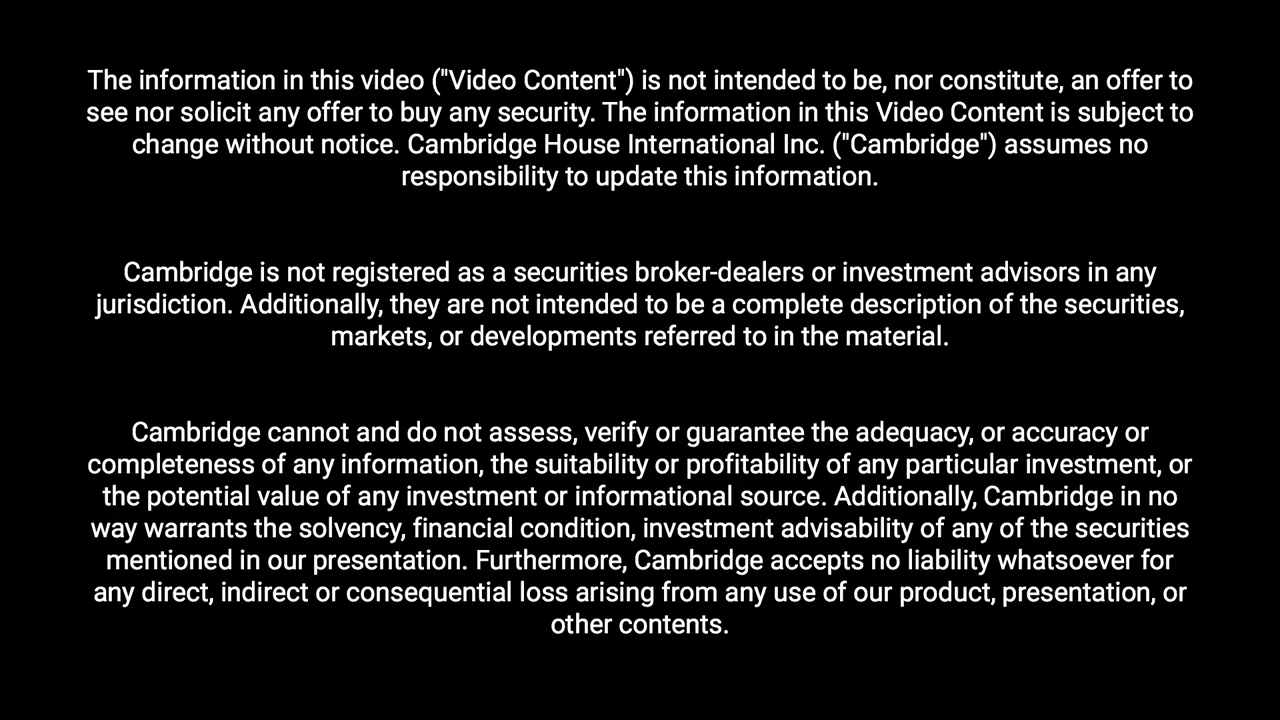 The information in this video ("Video Content") is not intended to be, nor constitute, an offer to
see nor solicit any offer to buy any security. The information in this Video Content is subject to
change without notice. Cambridge House International Inc. ("Cambridge") assumes no
responsibility to update this information.
Cambridge is not registered as a securities broker-dealers or investment advisors in any
jurisdiction. Additionally, they are not intended to be a complete description of the securities,
markets, or developments referred to in the material.
Cambridge cannot and do not assess, verify or guarantee the adequacy, or accuracy or
completeness of any information, the suitability or profitability of any particular investment, or
the potential value of any investment or informational source. Additionally, Cambridge in no
way warrants the solvency, financial condition, investment advisability of any of the securities
mentioned in our presentation. Furthermore, Cambridge accepts no liability whatsoever for
any direct, indirect or consequential loss arising from any use of our product, presentation, or
other contents.